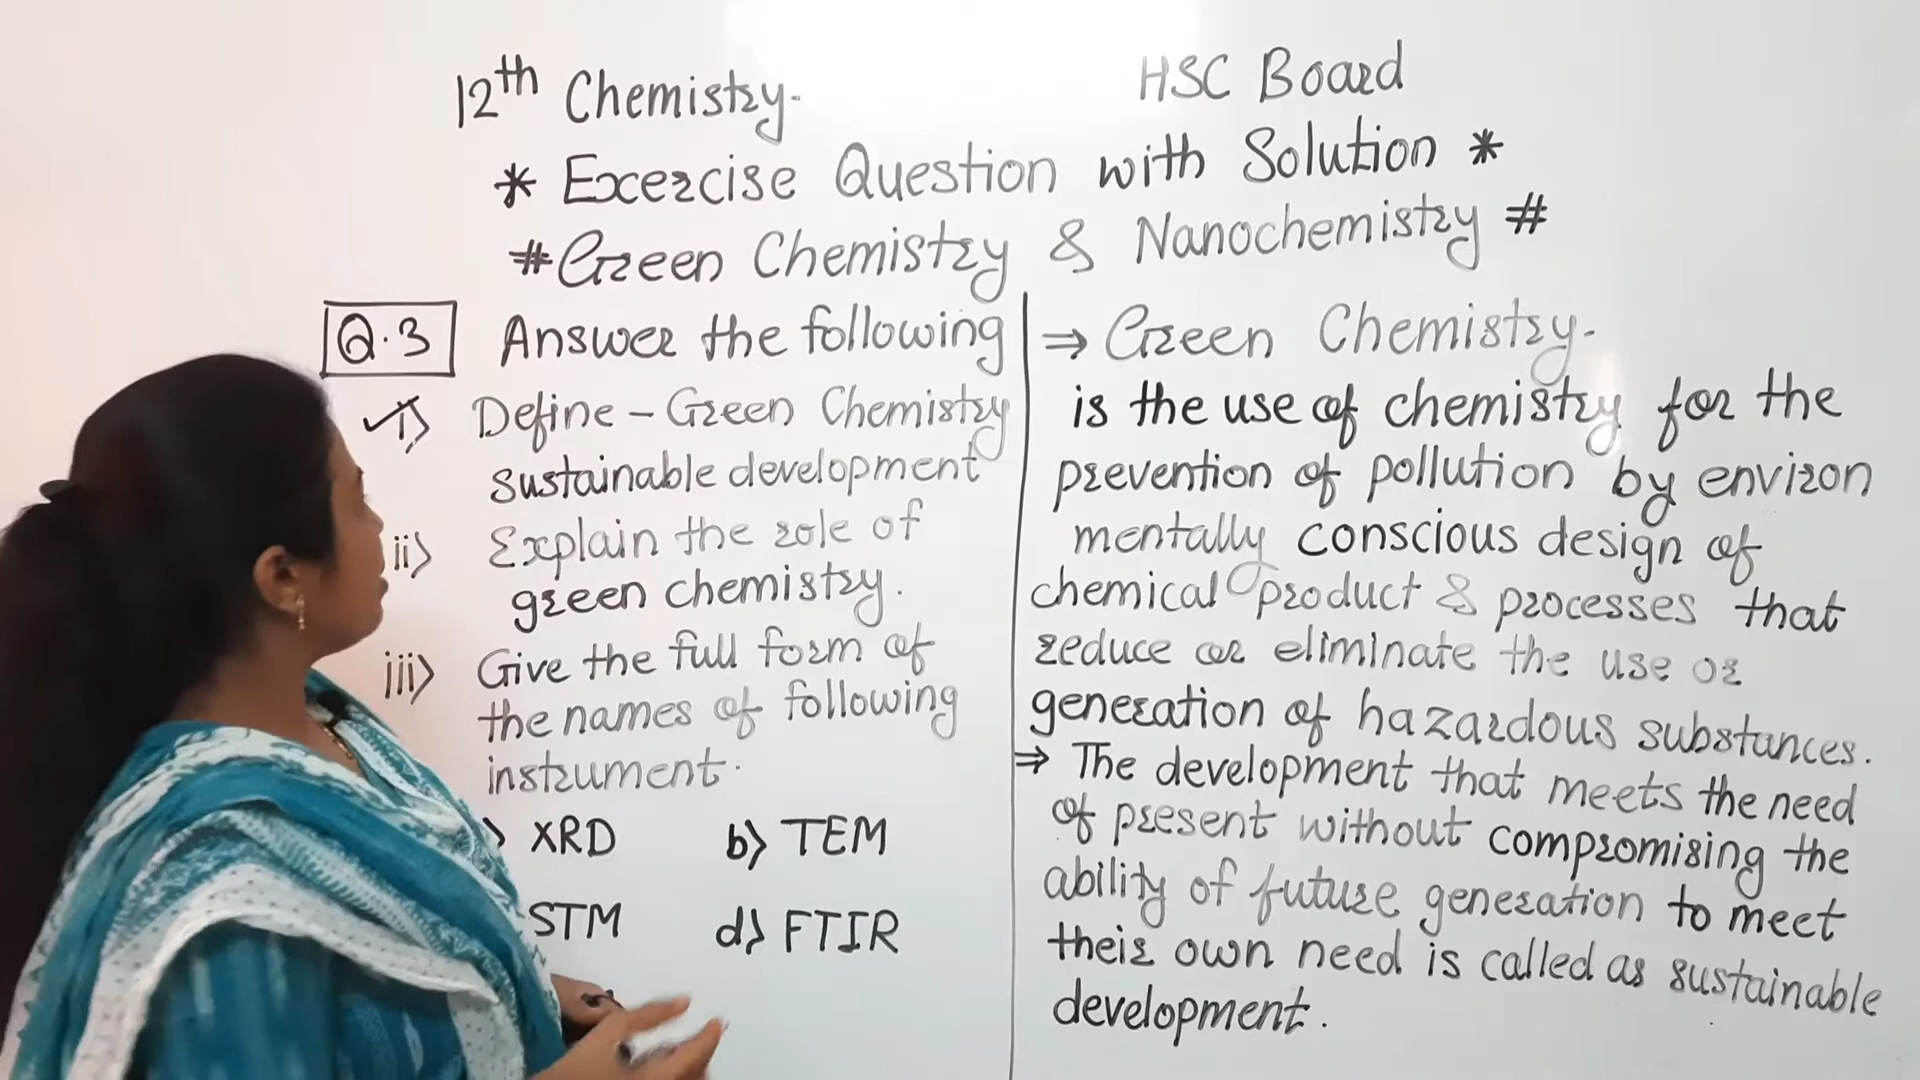 12th Chemistry.
HSC Board
* Exercise Question with Solution *
# Green Chemistry & Nanochemistry #
Q.3 Answer the following
i) Define - Green Chemistry
sustainable development
ii) Explain the role of
green chemistry.
iii) Give the full form of
the names of following
instrument.
) XRD b) TEM
STM d) FTIR
⇒ Green Chemistry.
is the use of chemistry for the
prevention of pollution by environ
mentally conscious design of
chemical product & processes that
reduce or eliminate the use or
generation of hazardous substances.
⇒ The development that meets the need
of present without compromising the
ability of future generation to meet
their own need is called as sustainable
development.